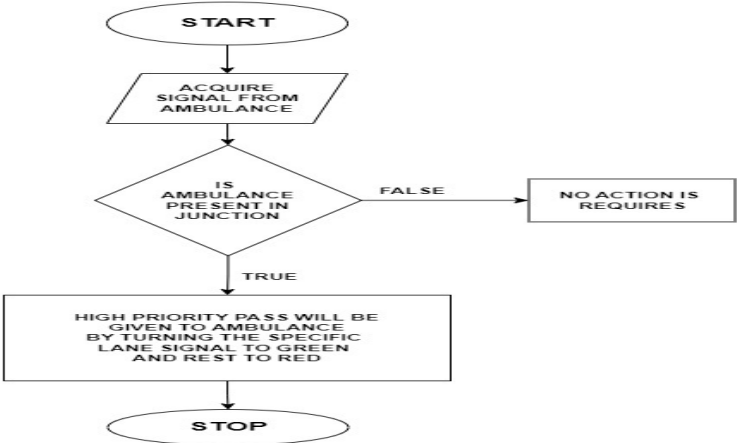 START
ACQUIRE
SIGNAL FROM
AMBULANCE
IS
AMBULANCE
PRESENT IN
JUNCTION
FALSE
NO ACTION IS
REQUIRES
TRUE
HIGH PRIORITY PASS WILL BE
GIVEN TO AMBULANCE
BY TURNING THE SPECIFIC
LANE SIGNAL TO GREEN
AND REST TO RED
STOP